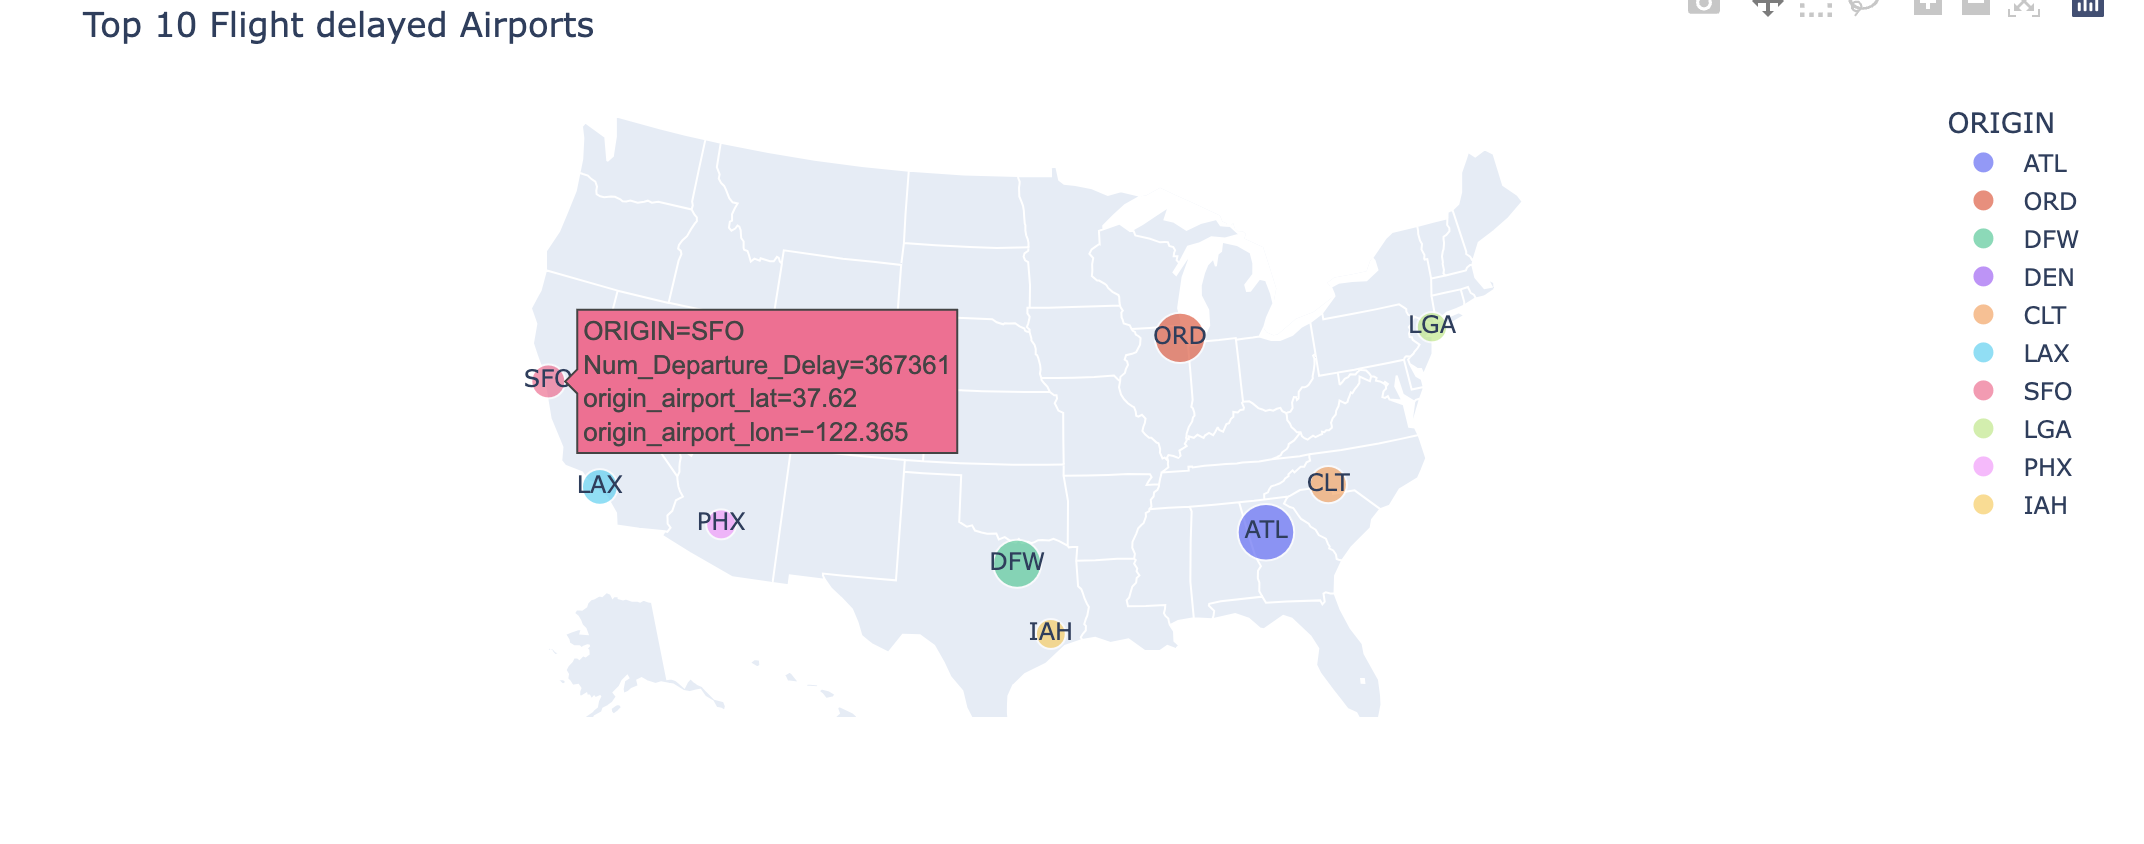 Top 10 Flight delayed Airports
ORIGIN
ATL
ORD
DFW
DEN
CLT
LAX
SFO
LGA
PHX
IAH
ORD
LGA
SFO
ORIGIN=SFO
Num_Departure_Delay=367361
origin_airport_lat=37.62
origin_airport_lon=−122.365
LAX
PHX
CLT
ATL
DFW
IAH